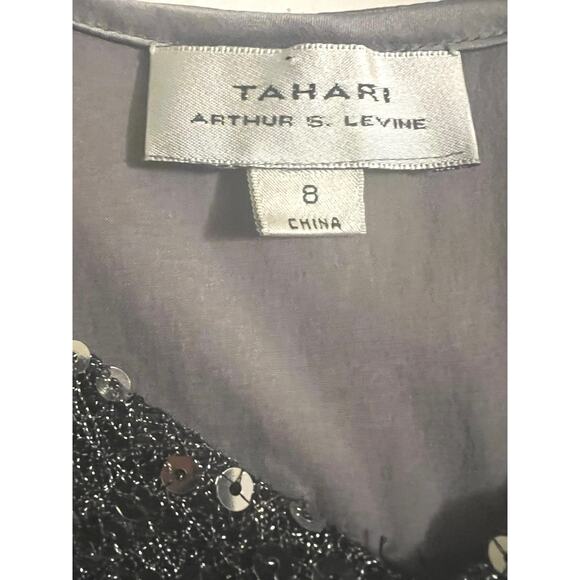 TAHARI
ARTHUR S. LEVINE
8
CHINA